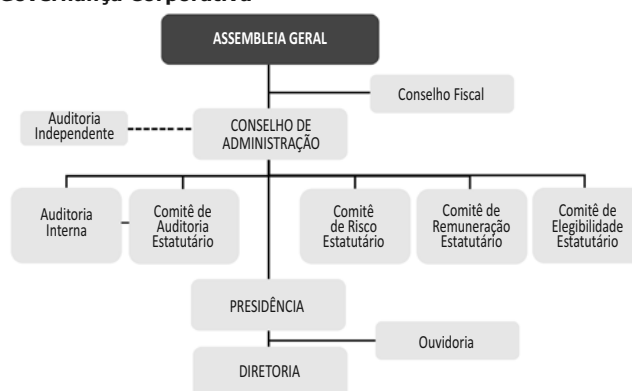 Governança Corporativa
ASSEMBLEIA GERAL
Conselho Fiscal
Auditoria
Independente
CONSELHO DE
ADMINISTRAÇÃO
Auditoria
Interna
Comitê de
Auditoria
Estatutário
Comitê
de Risco
Estatutário
Comitê de
Remuneração
Estatutário
Comitê de
Elegibilidade
Estatutário
PRESIDÊNCIA
Ouvidoria
DIRETORIA